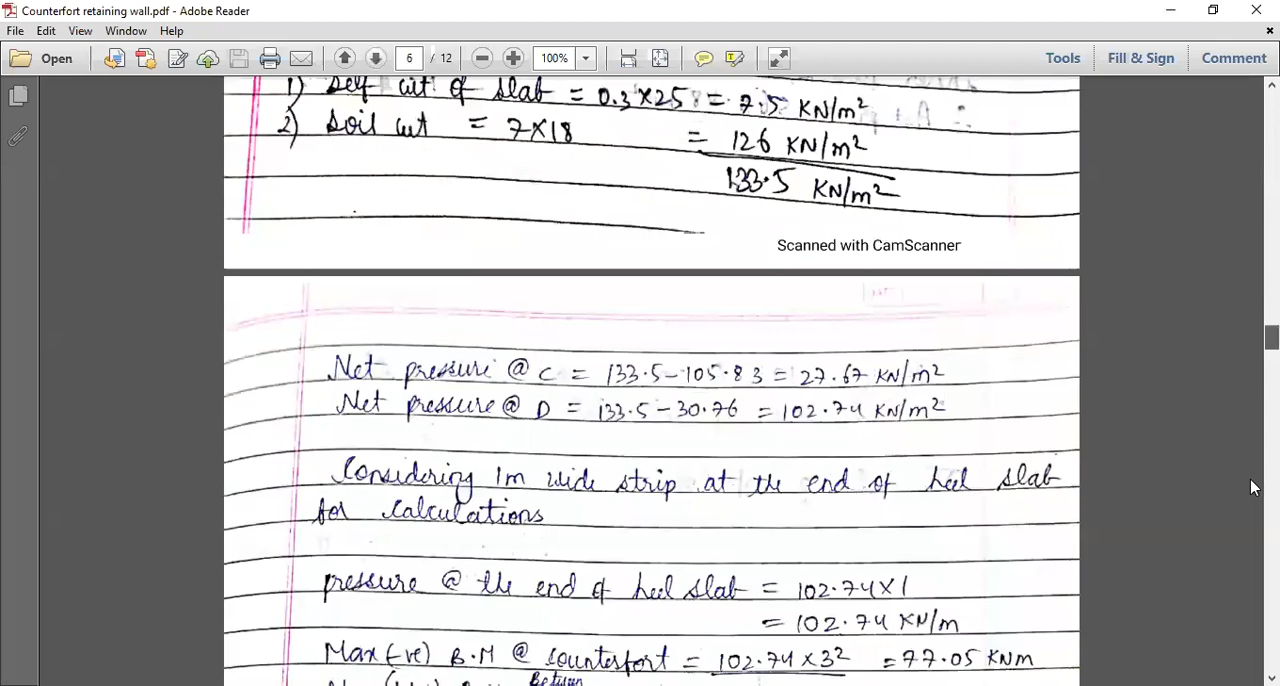 Counterfort retaining wall.pdf - Adobe Reader
File Edit View Window Help
Open 6 / 12 100% Tools Fill & Sign Comment
1) Self wt of slab = 0.3×25 = 7.5 KN/m²
2) Soil wt = 7×18 = 126 KN/m²
133.5 KN/m²
Scanned with CamScanner
Net pressure @ C = 133.5-105.83 = 27.67 KN/m²
Net pressure @ D = 133.5-30.76 = 102.74 KN/m²
Considering 1m wide strip at the end of heel slab
for calculations
pressure @ the end of heel slab = 102.74×1
= 102.74 KN/m
Max (-ve) B.M @ counterfort = 102.74×3² = 77.05 KNm
Between